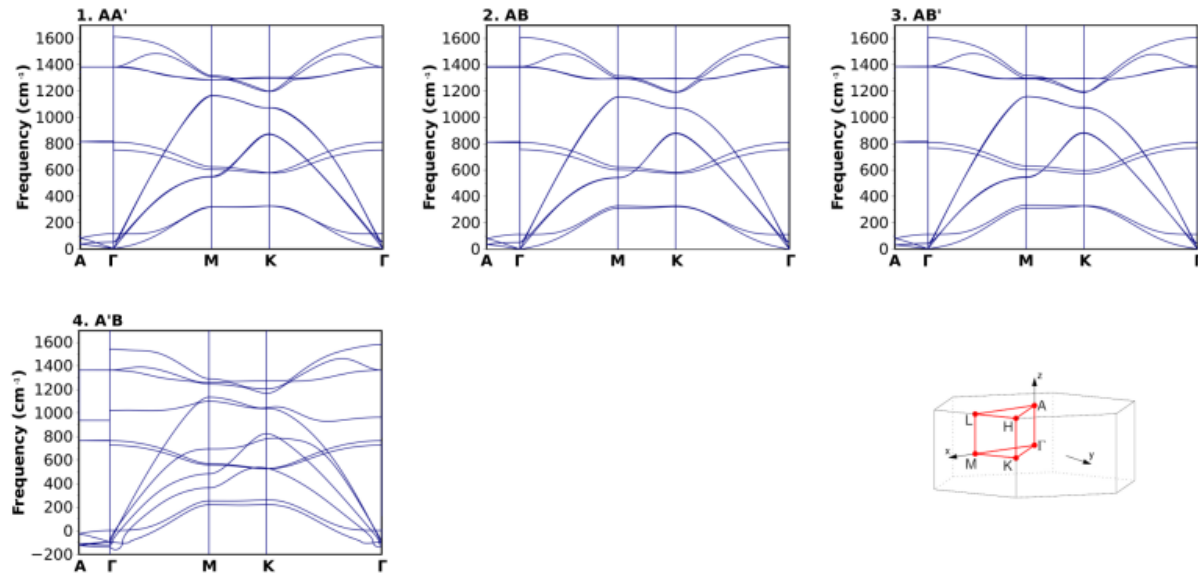 1. AA'
2. AB
3. AB'
Frequency (cm⁻¹)
1600
1400
1200
1000
800
600
400
200
0
A Γ M K Γ
Frequency (cm⁻¹)
1600
1400
1200
1000
800
600
400
200
0
A Γ M K Γ
Frequency (cm⁻¹)
1600
1400
1200
1000
800
600
400
200
0
A Γ M K Γ
4. A'B
Frequency (cm⁻¹)
1600
1400
1200
1000
800
600
400
200
0
−200
A Γ M K Γ
z
A
L
H
Γ
x
M
K
y